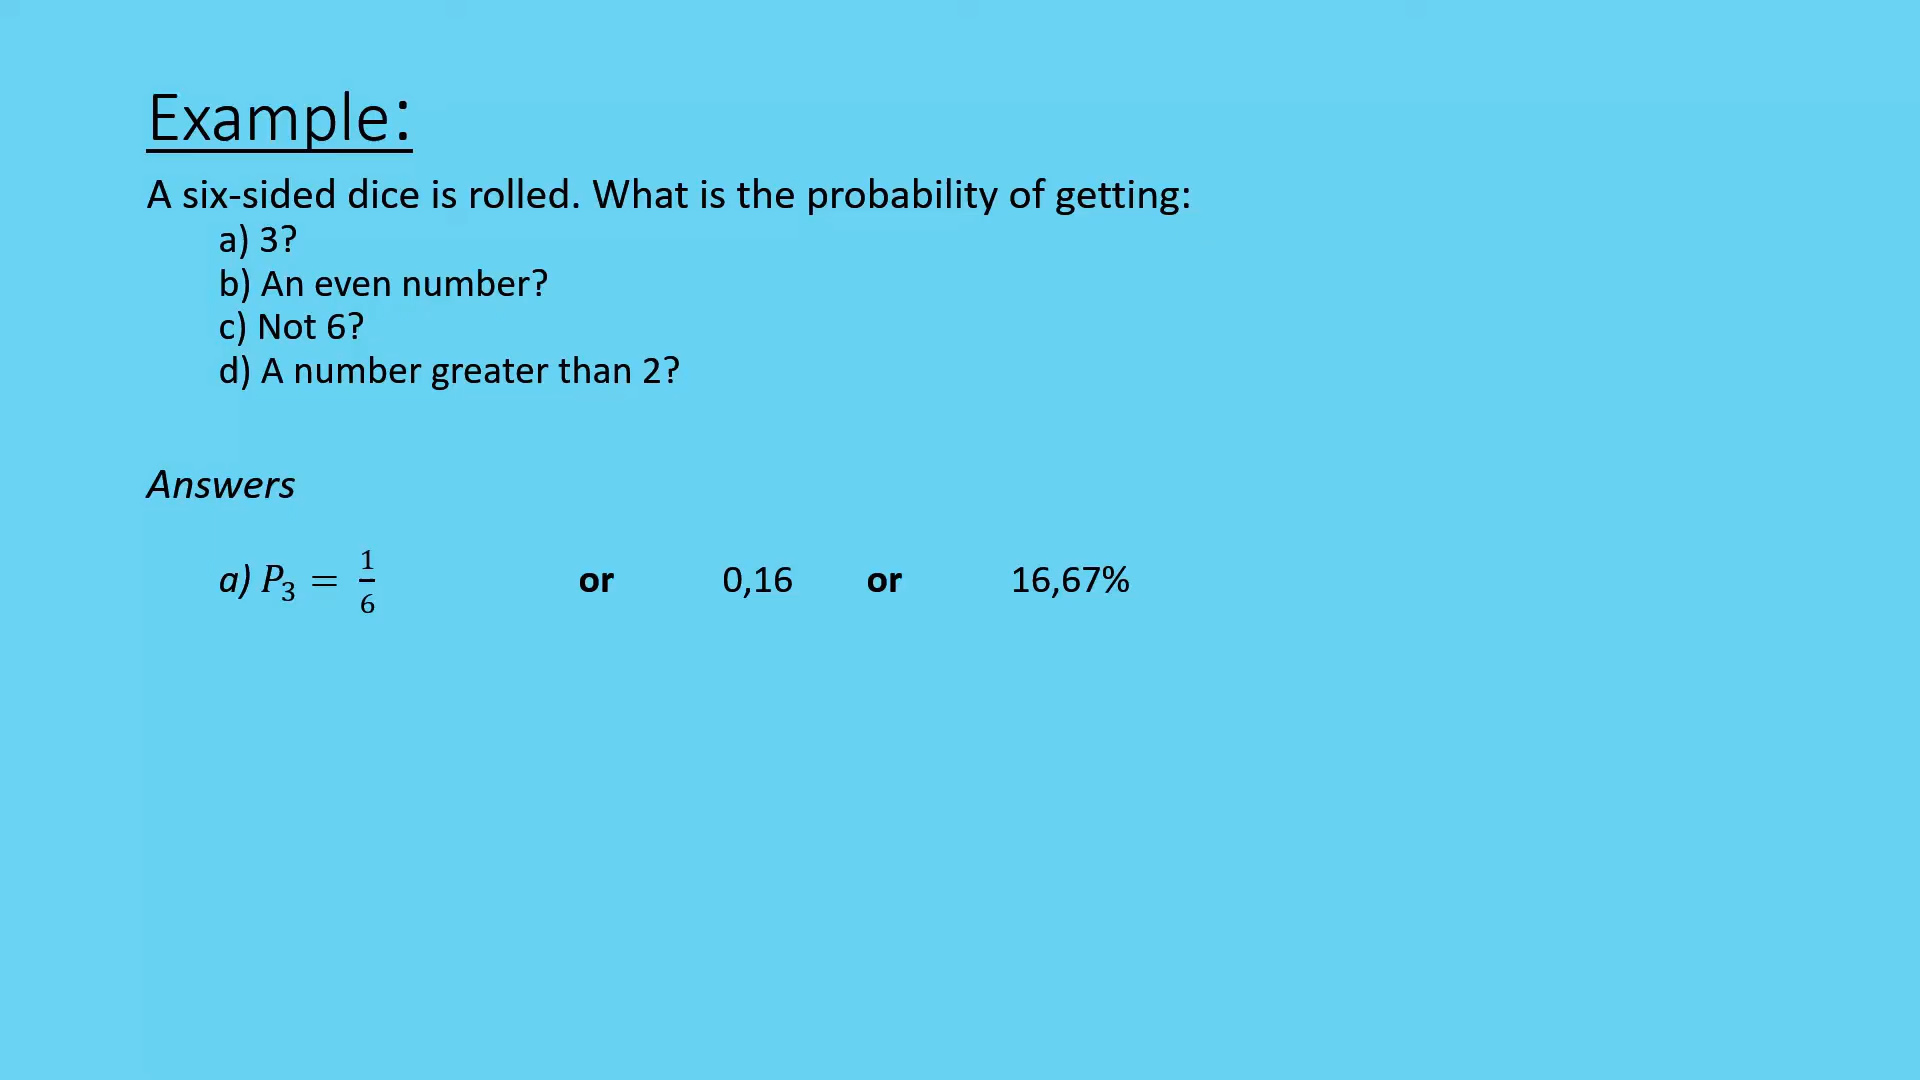 Example:
A six-sided dice is rolled. What is the probability of getting:
a) 3?
b) An even number?
c) Not 6?
d) A number greater than 2?
Answers
a) P₃ = 1/6 or 0,16 or 16,67%